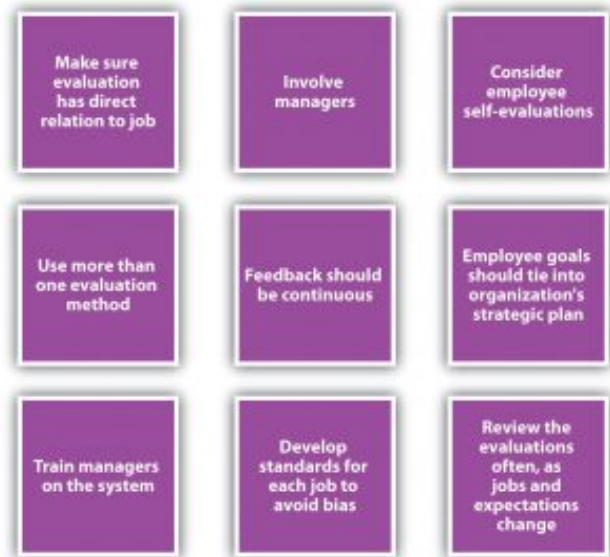 Make sure
evaluation
has direct
relation to job
Involve
managers
Consider
employee
self-evaluations
Use more than
one evaluation
method
Feedback should
be continuous
Employee goals
should tie into
organization's
strategic plan
Train managers
on the system
Develop
standards for
each job to
avoid bias
Review the
evaluations
often, as
jobs and
expectations
change